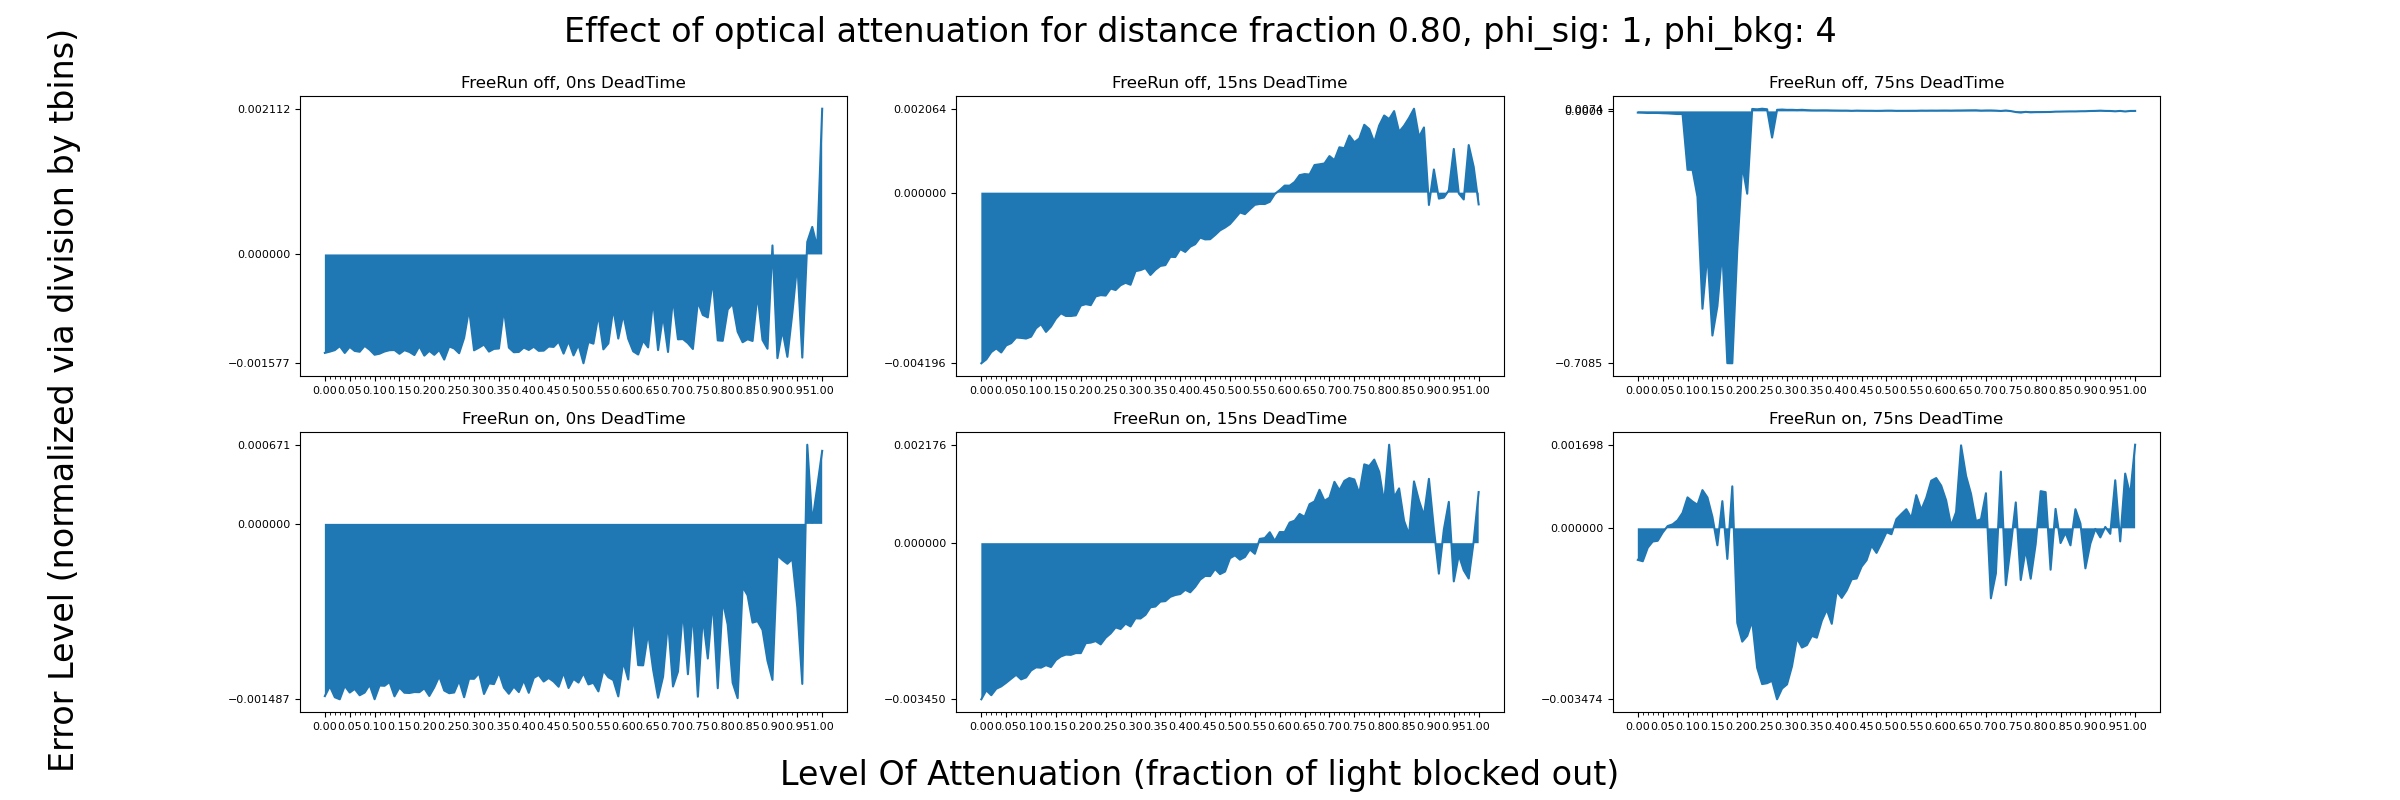 Effect of optical attenuation for distance fraction 0.80, phi_sig: 1, phi_bkg: 4
Error Level (normalized via division by tbins)
FreeRun off, 0ns DeadTime
0.002112
0.000000
−0.001577
0.00 0.05 0.10 0.15 0.20 0.25 0.30 0.35 0.40 0.45 0.50 0.55 0.60 0.65 0.70 0.75 0.80 0.85 0.90 0.95 1.00
FreeRun off, 15ns DeadTime
0.002064
0.000000
−0.004196
0.00 0.05 0.10 0.15 0.20 0.25 0.30 0.35 0.40 0.45 0.50 0.55 0.60 0.65 0.70 0.75 0.80 0.85 0.90 0.95 1.00
FreeRun off, 75ns DeadTime
0.0074
0.0000
−0.7085
0.00 0.05 0.10 0.15 0.20 0.25 0.30 0.35 0.40 0.45 0.50 0.55 0.60 0.65 0.70 0.75 0.80 0.85 0.90 0.95 1.00
FreeRun on, 0ns DeadTime
0.000671
0.000000
−0.001487
0.00 0.05 0.10 0.15 0.20 0.25 0.30 0.35 0.40 0.45 0.50 0.55 0.60 0.65 0.70 0.75 0.80 0.85 0.90 0.95 1.00
FreeRun on, 15ns DeadTime
0.002176
0.000000
−0.003450
0.00 0.05 0.10 0.15 0.20 0.25 0.30 0.35 0.40 0.45 0.50 0.55 0.60 0.65 0.70 0.75 0.80 0.85 0.90 0.95 1.00
FreeRun on, 75ns DeadTime
0.001698
0.000000
−0.003474
0.00 0.05 0.10 0.15 0.20 0.25 0.30 0.35 0.40 0.45 0.50 0.55 0.60 0.65 0.70 0.75 0.80 0.85 0.90 0.95 1.00
Level Of Attenuation (fraction of light blocked out)